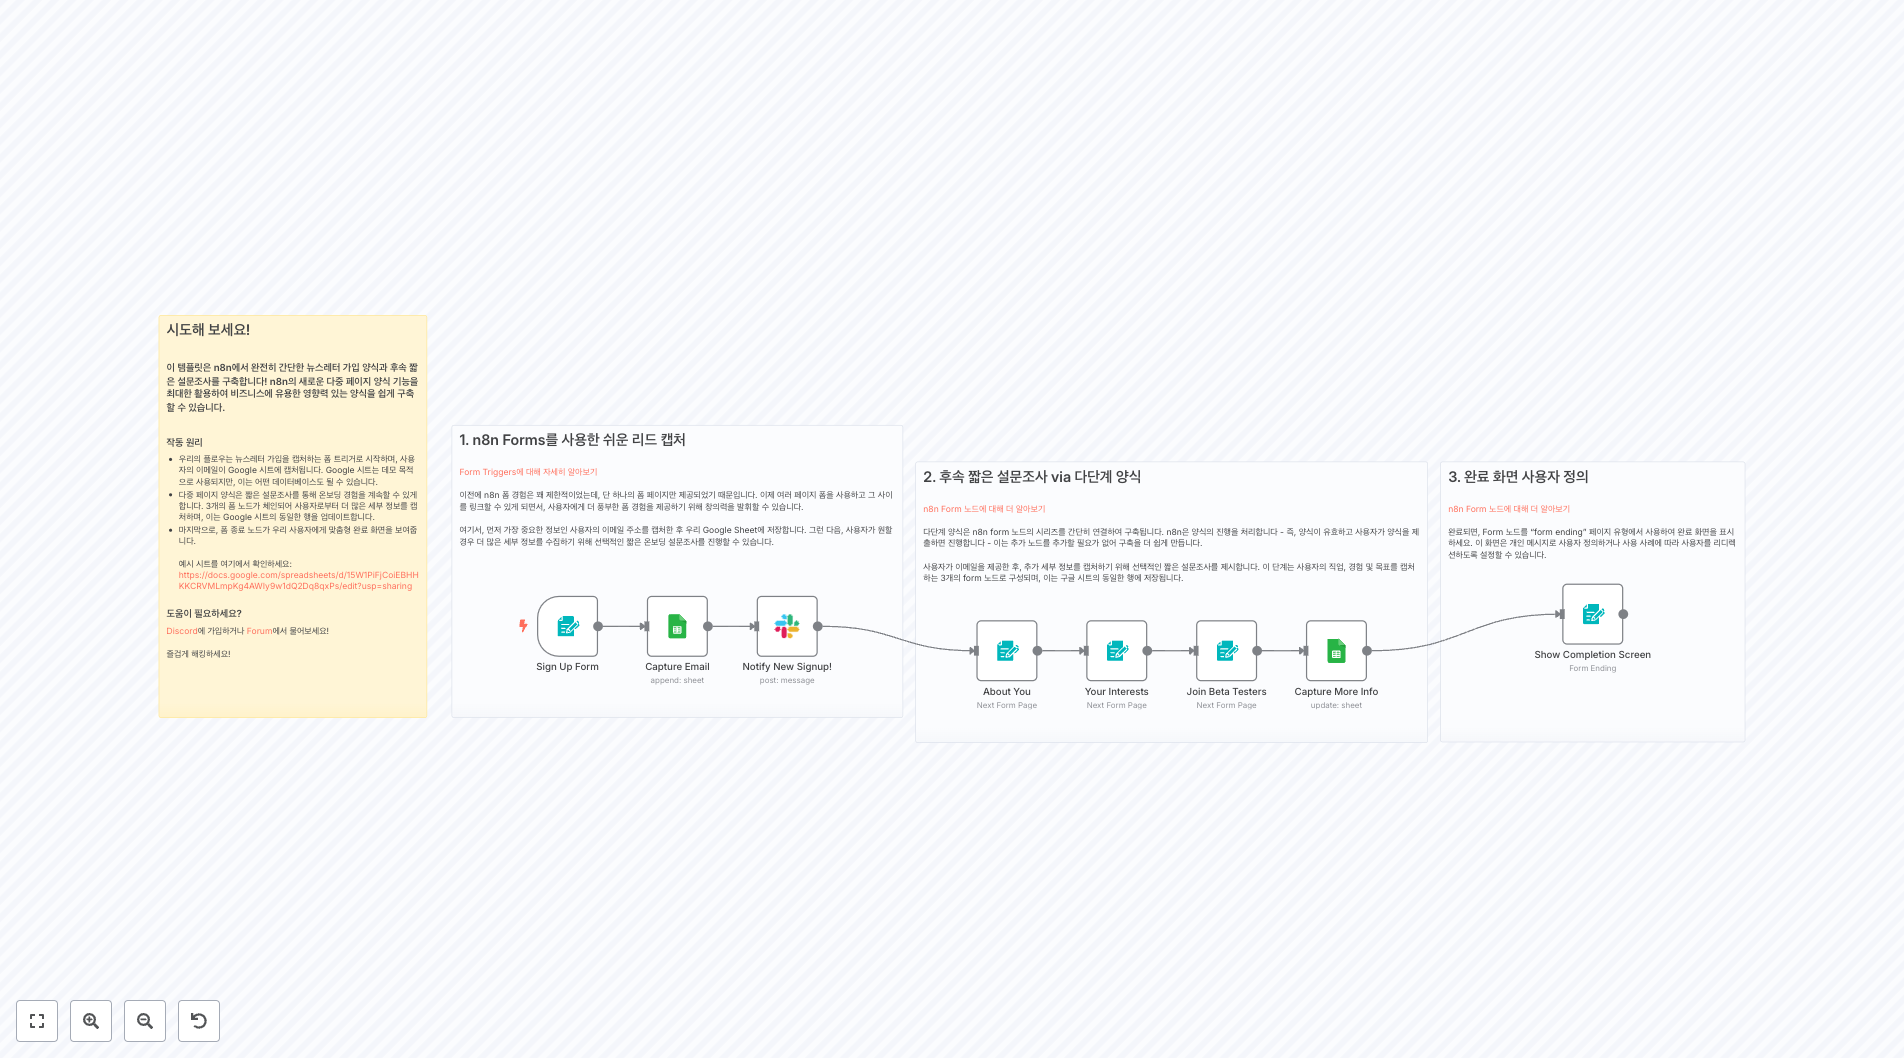 시도해 보세요!
이 템플릿은 n8n에서 완전히 간단한 뉴스레터 가입 양식과 후속 짧
은 설문조사를 구축합니다! n8n의 새로운 다중 페이지 양식 기능을
최대한 활용하여 비즈니스에 유용한 영향력 있는 양식을 쉽게 구축
할 수 있습니다.
작동 원리
• 우리의 플로우는 뉴스레터 가입을 캡처하는 폼 트리거로 시작하며, 사용
자의 이메일이 Google 시트에 캡처됩니다. Google 시트는 데모 목적
으로 사용되지만, 이는 어떤 데이터베이스도 될 수 있습니다.
• 다중 페이지 양식은 짧은 설문조사를 통해 온보딩 경험을 계속할 수 있게
합니다. 3개의 폼 노드가 체인되어 사용자로부터 더 많은 세부 정보를 캡
처하며, 이는 Google 시트의 동일한 행을 업데이트합니다.
• 마지막으로, 폼 종료 노드가 우리 사용자에게 맞춤형 완료 화면을 보여줍
니다.
예시 시트를 여기에서 확인하세요:
https://docs.google.com/spreadsheets/d/15W1PiFjCoiEBHH
KKCRVMLmpKg4AWIy9w1dQ2Dq8qxPs/edit?usp=sharing
도움이 필요하세요?
Discord에 가입하거나 Forum에서 물어보세요!
즐겁게 해킹하세요!
1. n8n Forms를 사용한 쉬운 리드 캡처
Form Triggers에 대해 자세히 알아보기
이전에 n8n 폼 경험은 꽤 제한적이었는데, 단 하나의 폼 페이지만 제공되었기 때문입니다. 이제 여러 페이지 폼을 사용하고 그 사이
를 링크할 수 있게 되면서, 사용자에게 더 풍부한 폼 경험을 제공하기 위해 창의력을 발휘할 수 있습니다.
여기서, 먼저 가장 중요한 정보인 사용자의 이메일 주소를 캡처한 후 우리 Google Sheet에 저장합니다. 그런 다음, 사용자가 원할
경우 더 많은 세부 정보를 수집하기 위해 선택적인 짧은 온보딩 설문조사를 진행할 수 있습니다.
Sign Up Form
Capture Email
append: sheet
Notify New Signup!
post: message
2. 후속 짧은 설문조사 via 다단계 양식
n8n Form 노드에 대해 더 알아보기
다단계 양식은 n8n form 노드의 시리즈를 간단히 연결하여 구축됩니다. n8n은 양식의 진행을 처리합니다 - 즉, 양식이 유효하고 사용자가 양식을 제
출하면 진행합니다 - 이는 추가 노드를 추가할 필요가 없어 구축을 더 쉽게 만듭니다.
사용자가 이메일을 제공한 후, 추가 세부 정보를 캡처하기 위해 선택적인 짧은 설문조사를 제시합니다. 이 단계는 사용자의 직업, 경험 및 목표를 캡처
하는 3개의 form 노드로 구성되며, 이는 구글 시트의 동일한 행에 저장됩니다.
About You
Next Form Page
Your Interests
Next Form Page
Join Beta Testers
Next Form Page
Capture More Info
update: sheet
3. 완료 화면 사용자 정의
n8n Form 노드에 대해 더 알아보기
완료되면, Form 노드를 “form ending” 페이지 유형에서 사용하여 완료 화면을 표시
하세요. 이 화면은 개인 메시지로 사용자 정의하거나 사용 사례에 따라 사용자를 리디렉
션하도록 설정할 수 있습니다.
Show Completion Screen
Form Ending